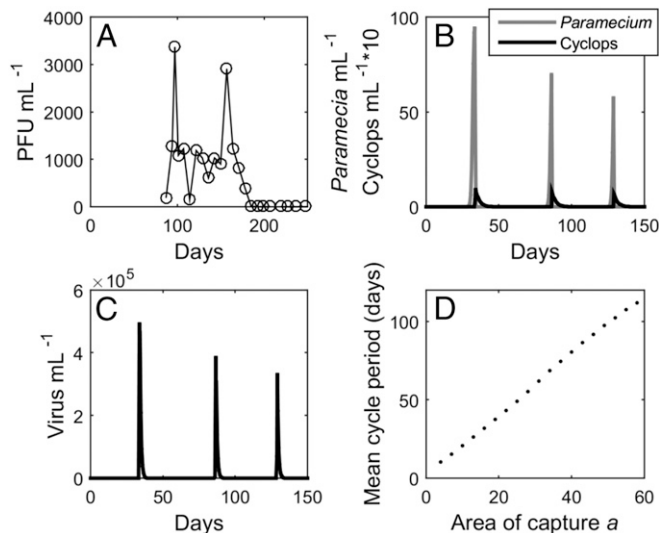 A
PFU mL⁻¹
4000
3000
2000
1000
0
0 100 200
Days
B
Paramecia mL⁻¹
Cyclops mL⁻¹*10
100
50
0
0 50 100 150
Days
Paramecium
Cyclops
C
×10⁵
Virus mL⁻¹
6
4
2
0
0 50 100 150
Days
D
Mean cycle period (days)
100
50
0
0 20 40 60
Area of capture a